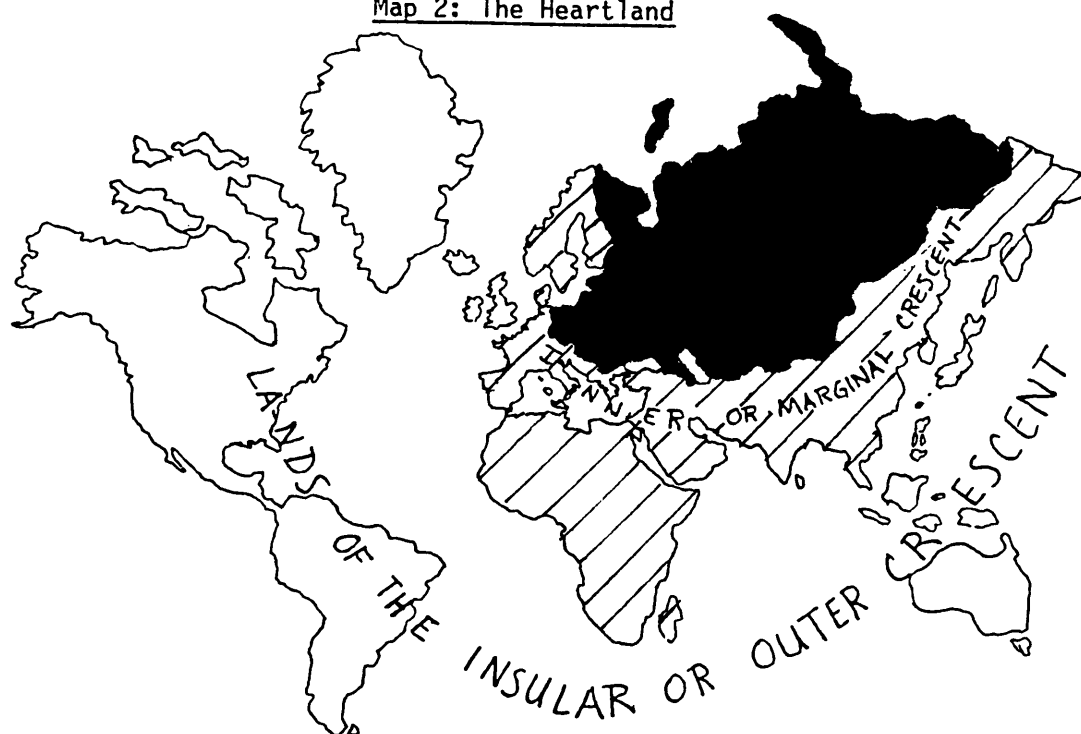 Map 2: The Heartland
INNER OR MARGINAL CRESCENT
LANDS OF THE INSULAR OR OUTER CRESCENT